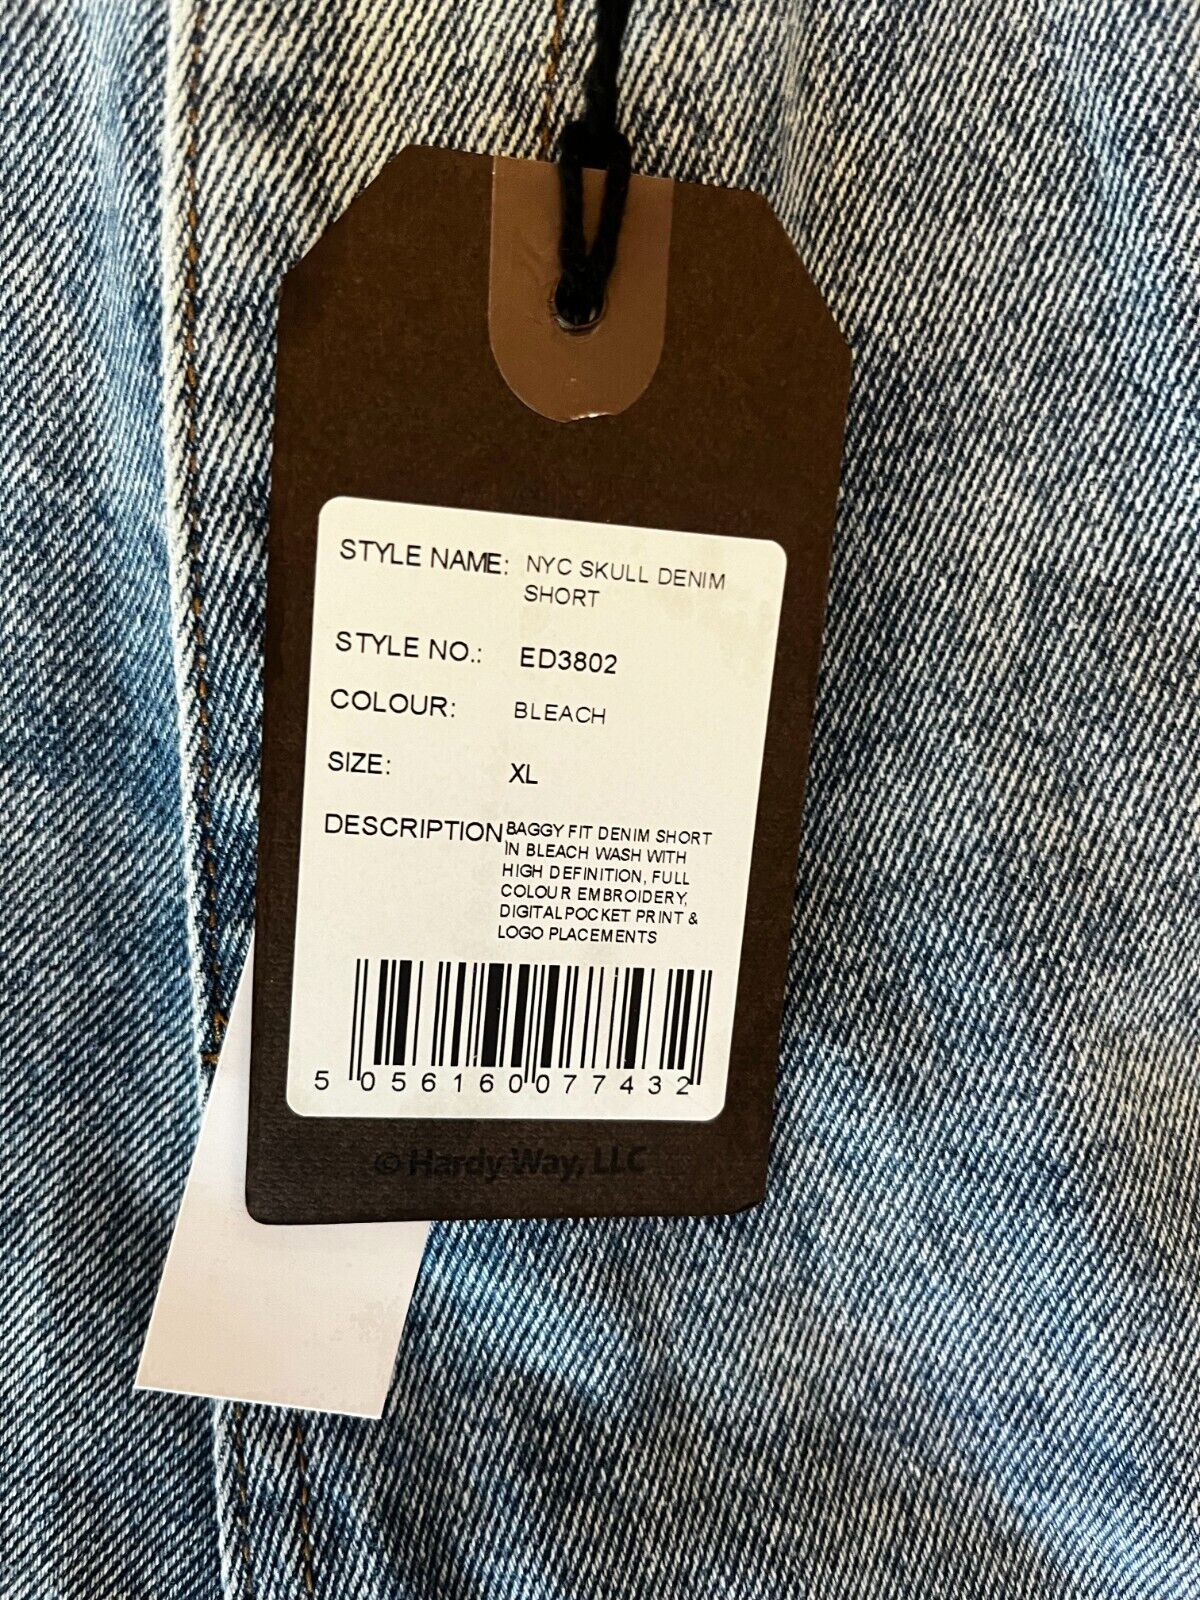 STYLE NAME: NYC SKULL DENIM
SHORT
STYLE NO.: ED3802
COLOUR: BLEACH
SIZE: XL
DESCRIPTION BAGGY FIT DENIM SHORT
IN BLEACH WASH WITH
HIGH DEFINITION, FULL
COLOUR EMBROIDERY,
DIGITAL POCKET PRINT &
LOGO PLACEMENTS
5 056160 077432
© Hardy Way, LLC